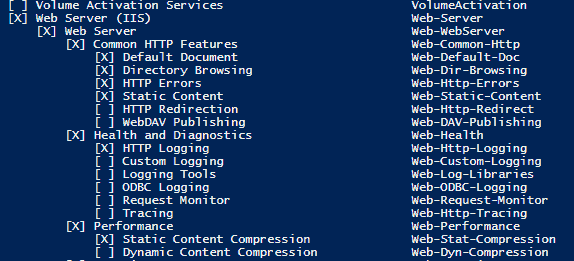 [ ] Volume Activation Services VolumeActivation
[X] Web Server (IIS) Web-Server
[X] Web Server Web-WebServer
[X] Common HTTP Features Web-Common-Http
[X] Default Document Web-Default-Doc
[X] Directory Browsing Web-Dir-Browsing
[X] HTTP Errors Web-Http-Errors
[X] Static Content Web-Static-Content
[ ] HTTP Redirection Web-Http-Redirect
[ ] WebDAV Publishing Web-DAV-Publishing
[X] Health and Diagnostics Web-Health
[X] HTTP Logging Web-Http-Logging
[ ] Custom Logging Web-Custom-Logging
[ ] Logging Tools Web-Log-Libraries
[ ] ODBC Logging Web-ODBC-Logging
[ ] Request Monitor Web-Request-Monitor
[ ] Tracing Web-Http-Tracing
[X] Performance Web-Performance
[X] Static Content Compression Web-Stat-Compression
[ ] Dynamic Content Compression Web-Dyn-Compression